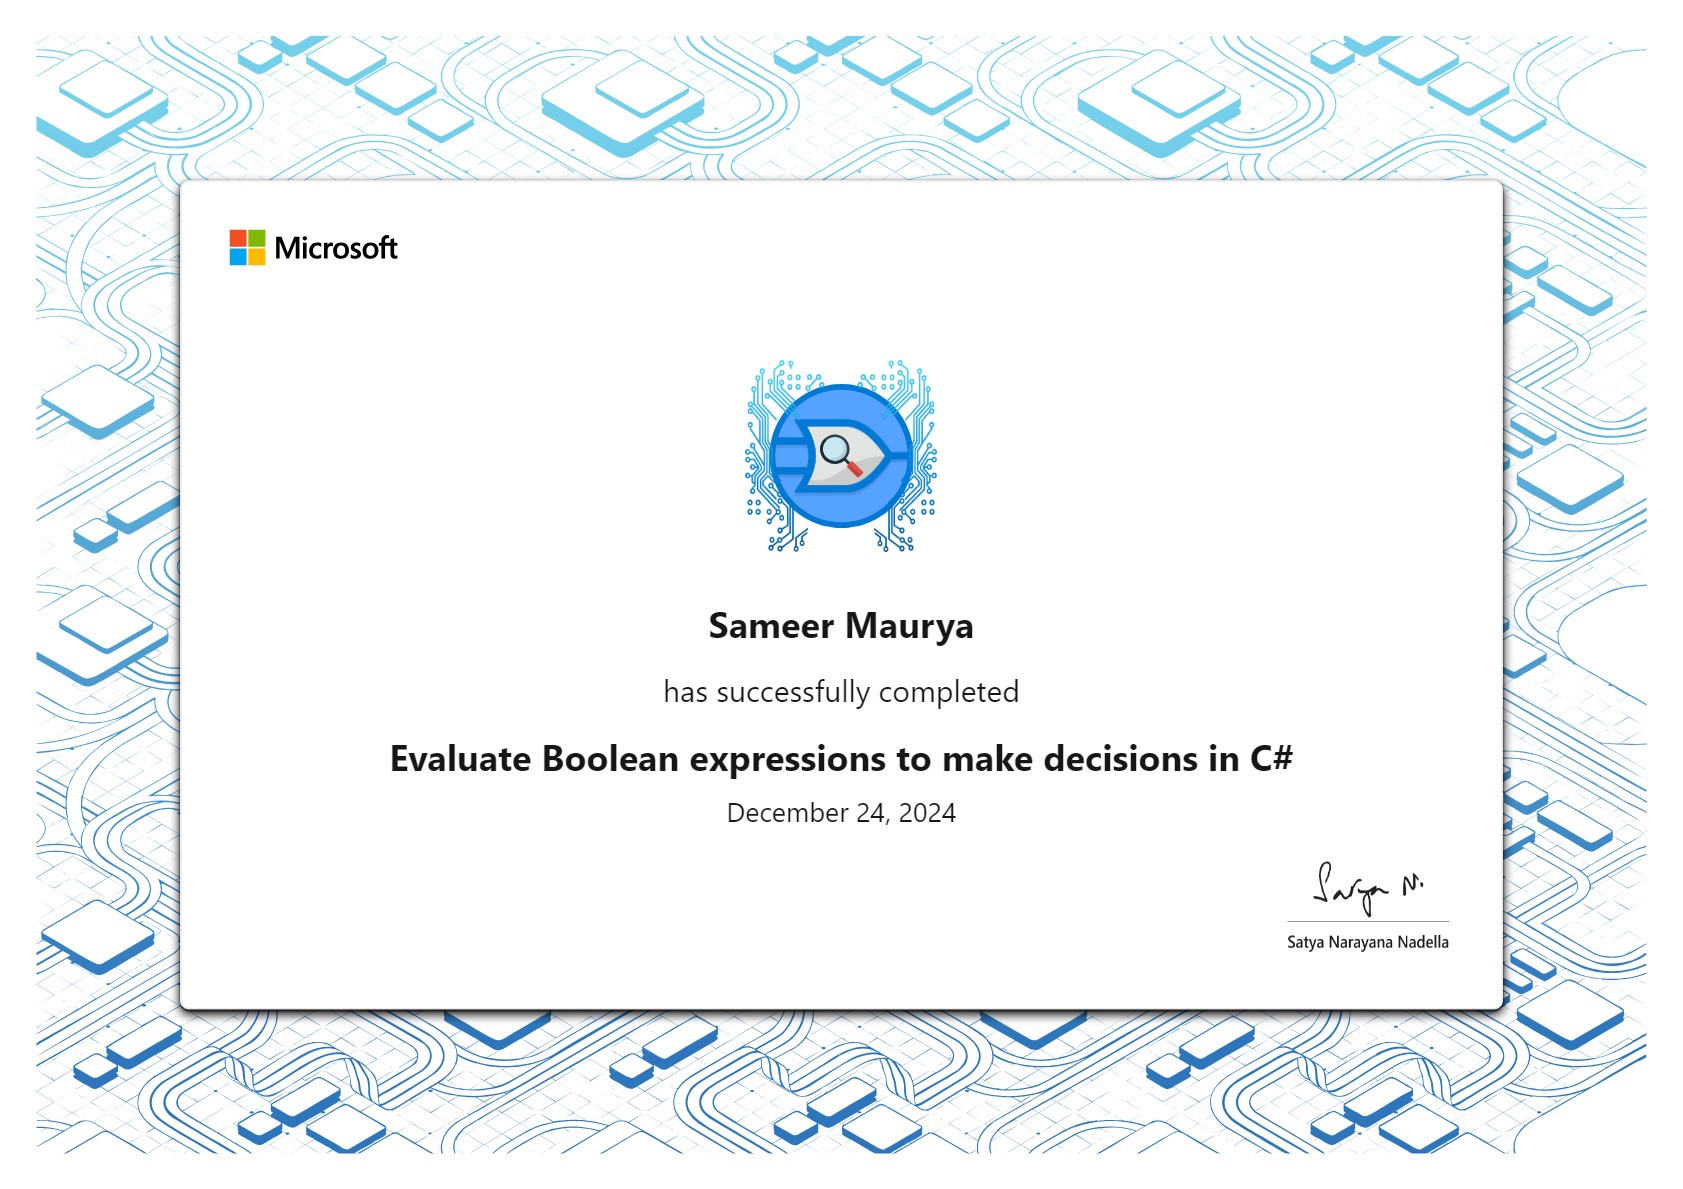 Microsoft
Sameer Maurya
has successfully completed
Evaluate Boolean expressions to make decisions in C#
December 24, 2024
Satya N.
Satya Narayana Nadella